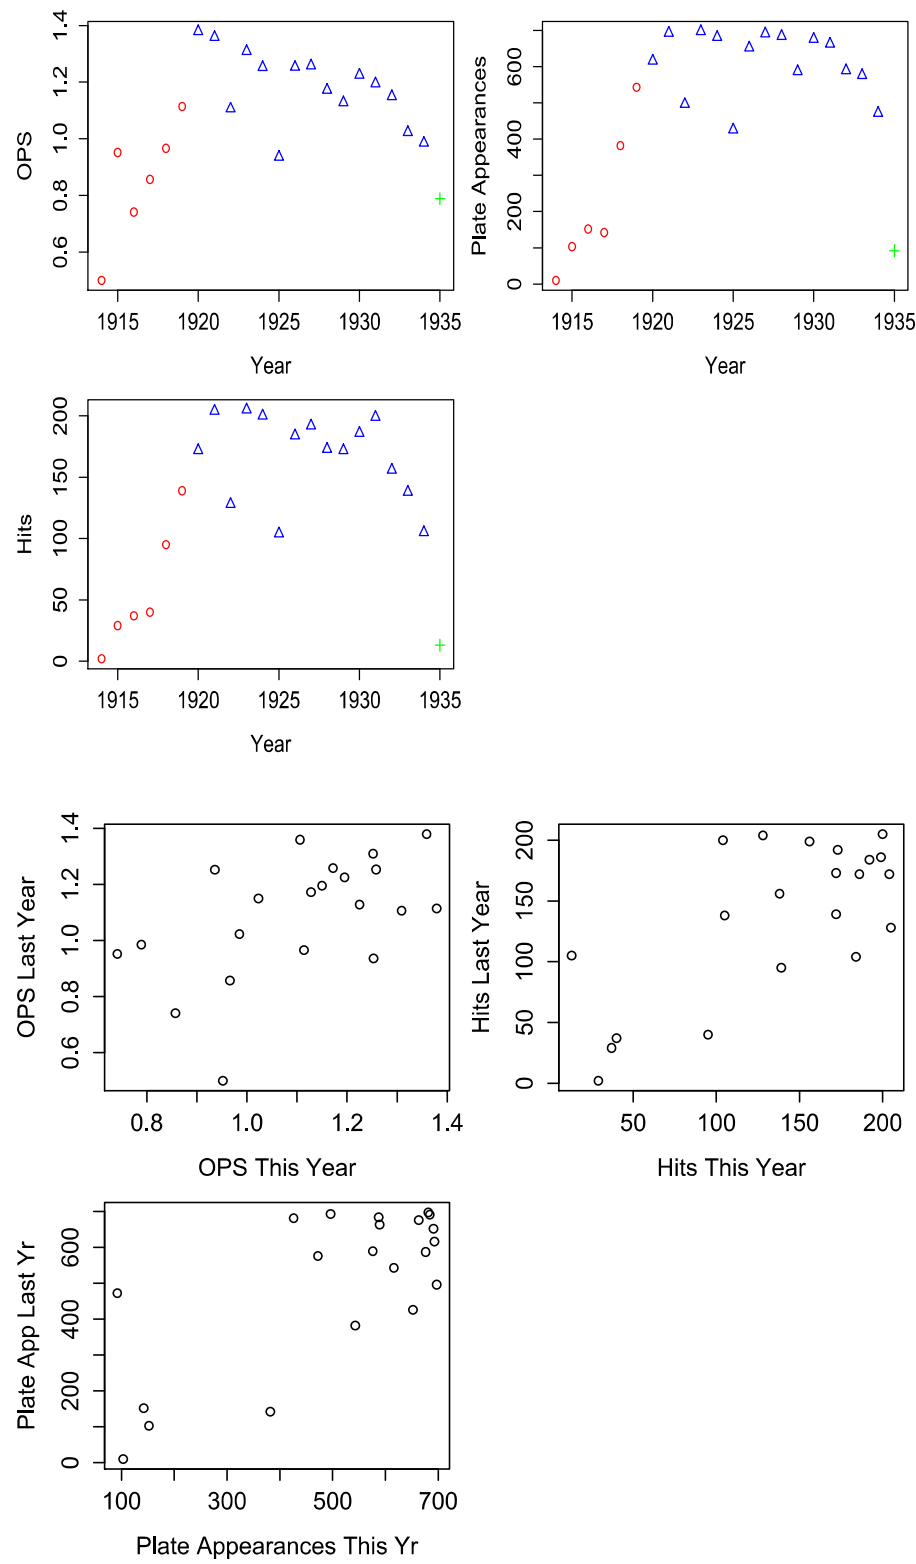 OPS
0.6 0.8 1.0 1.2 1.4
1915 1920 1925 1930 1935
Year
Plate Appearances
0 200 400 600
1915 1920 1925 1930 1935
Year
Hits
0 50 100 150 200
1915 1920 1925 1930 1935
Year
OPS Last Year
0.6 0.8 1.0 1.2 1.4
0.8 1.0 1.2 1.4
OPS This Year
Hits Last Year
0 50 100 150 200
50 100 150 200
Hits This Year
Plate App Last Yr
0 200 400 600
100 300 500 700
Plate Appearances This Yr